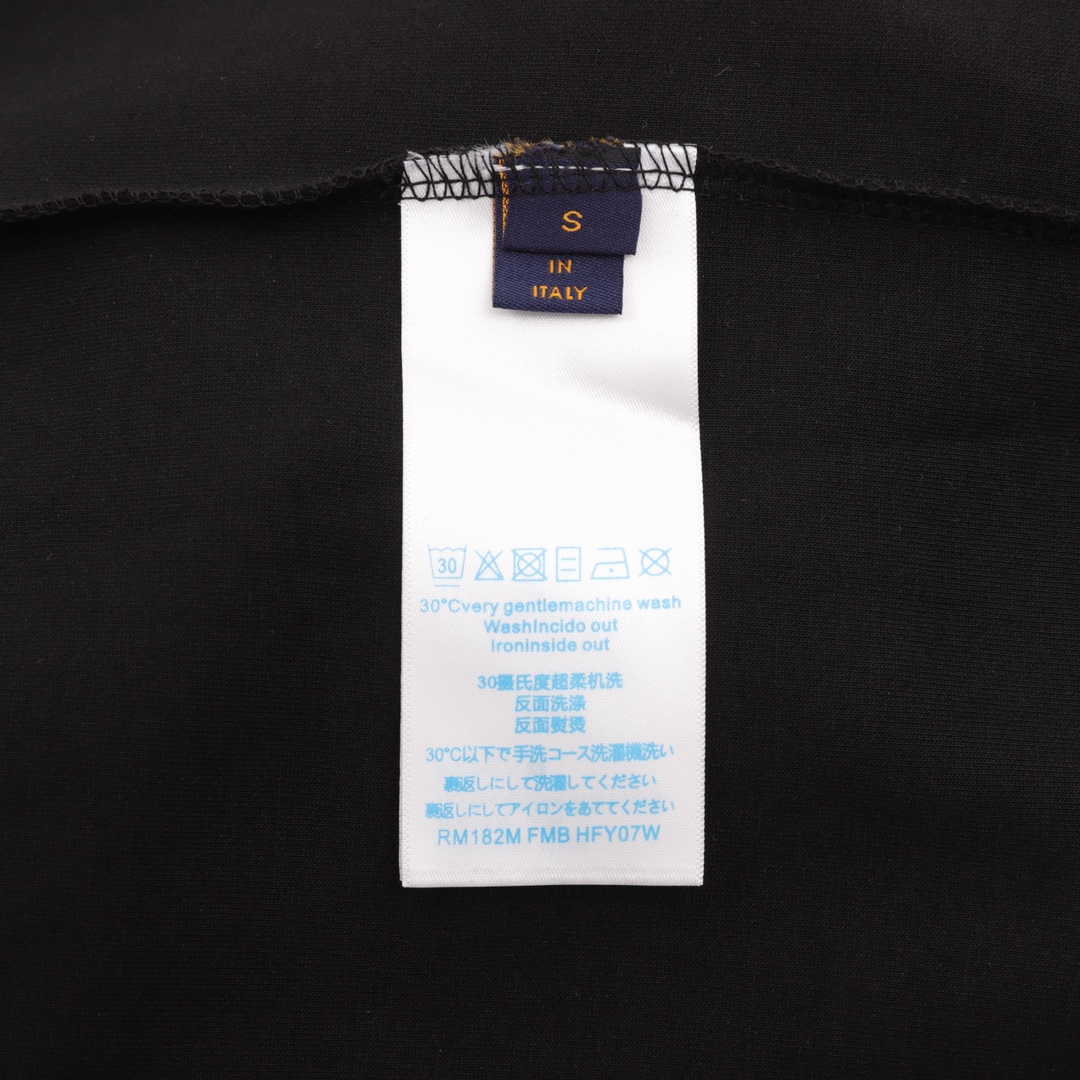 S
IN
ITALY
30
30°Cvery gentlemachine wash
WashIncido out
Ironinside out
30攝氏度超柔机洗
反面洗涤
反面熨烫
30°C以下で手洗コース洗濯機洗い
裏返しにして洗濯してください
裏返しにしてアイロンをあててください
RM182M FMB HFY07W